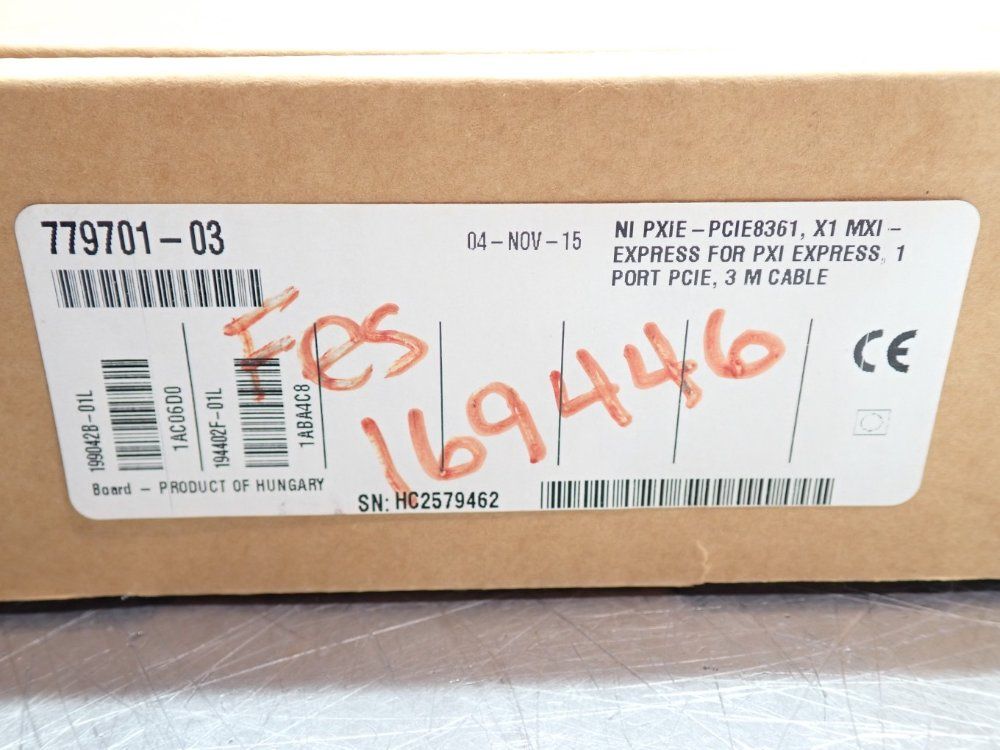 779701-03
04-NOV-15
NI PXIE-PCIE8361, X1 MXI-
EXPRESS FOR PXI EXPRESS, 1
PORT PCIE, 3 M CABLE
Fes
169446
199042B-01L
1AC06D0
194402F-01L
1ABA4C8
CE
Board - PRODUCT OF HUNGARY
SN: HC2579462